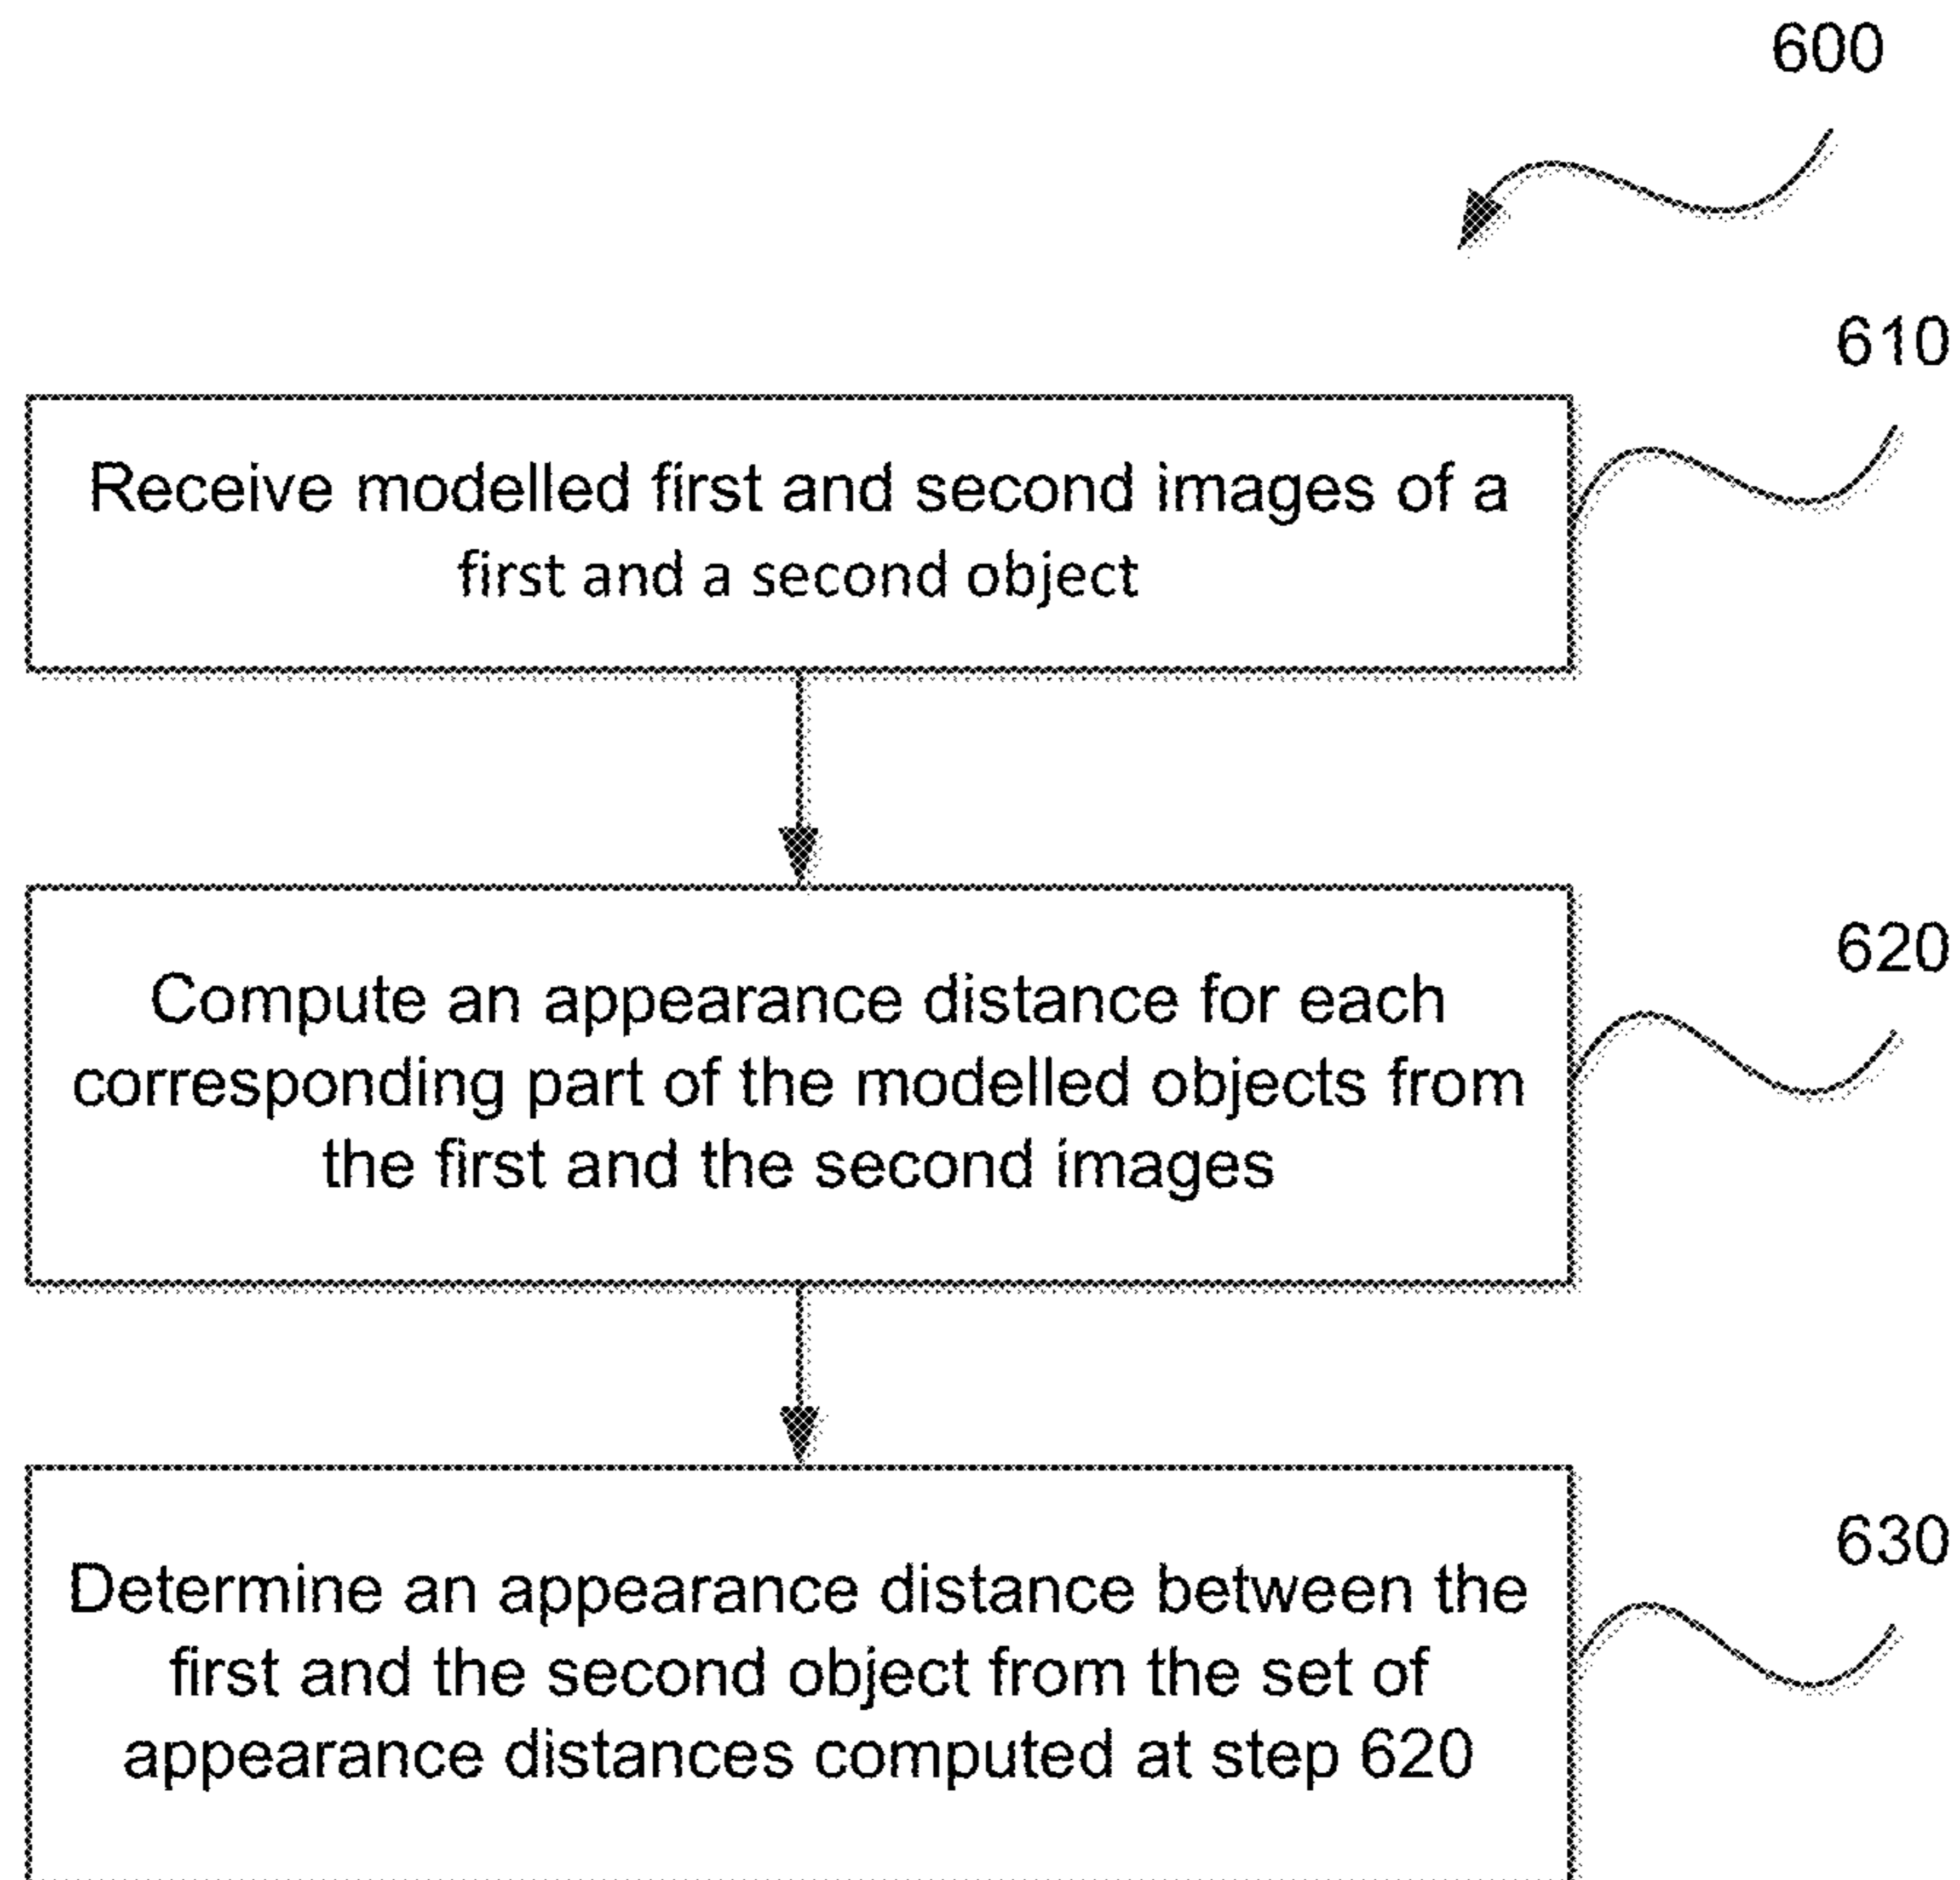 600
610
Receive modelled first and second images of a
first and a second object
620
Compute an appearance distance for each
corresponding part of the modelled objects from
the first and the second images
630
Determine an appearance distance between the
first and the second object from the set of
appearance distances computed at step 620